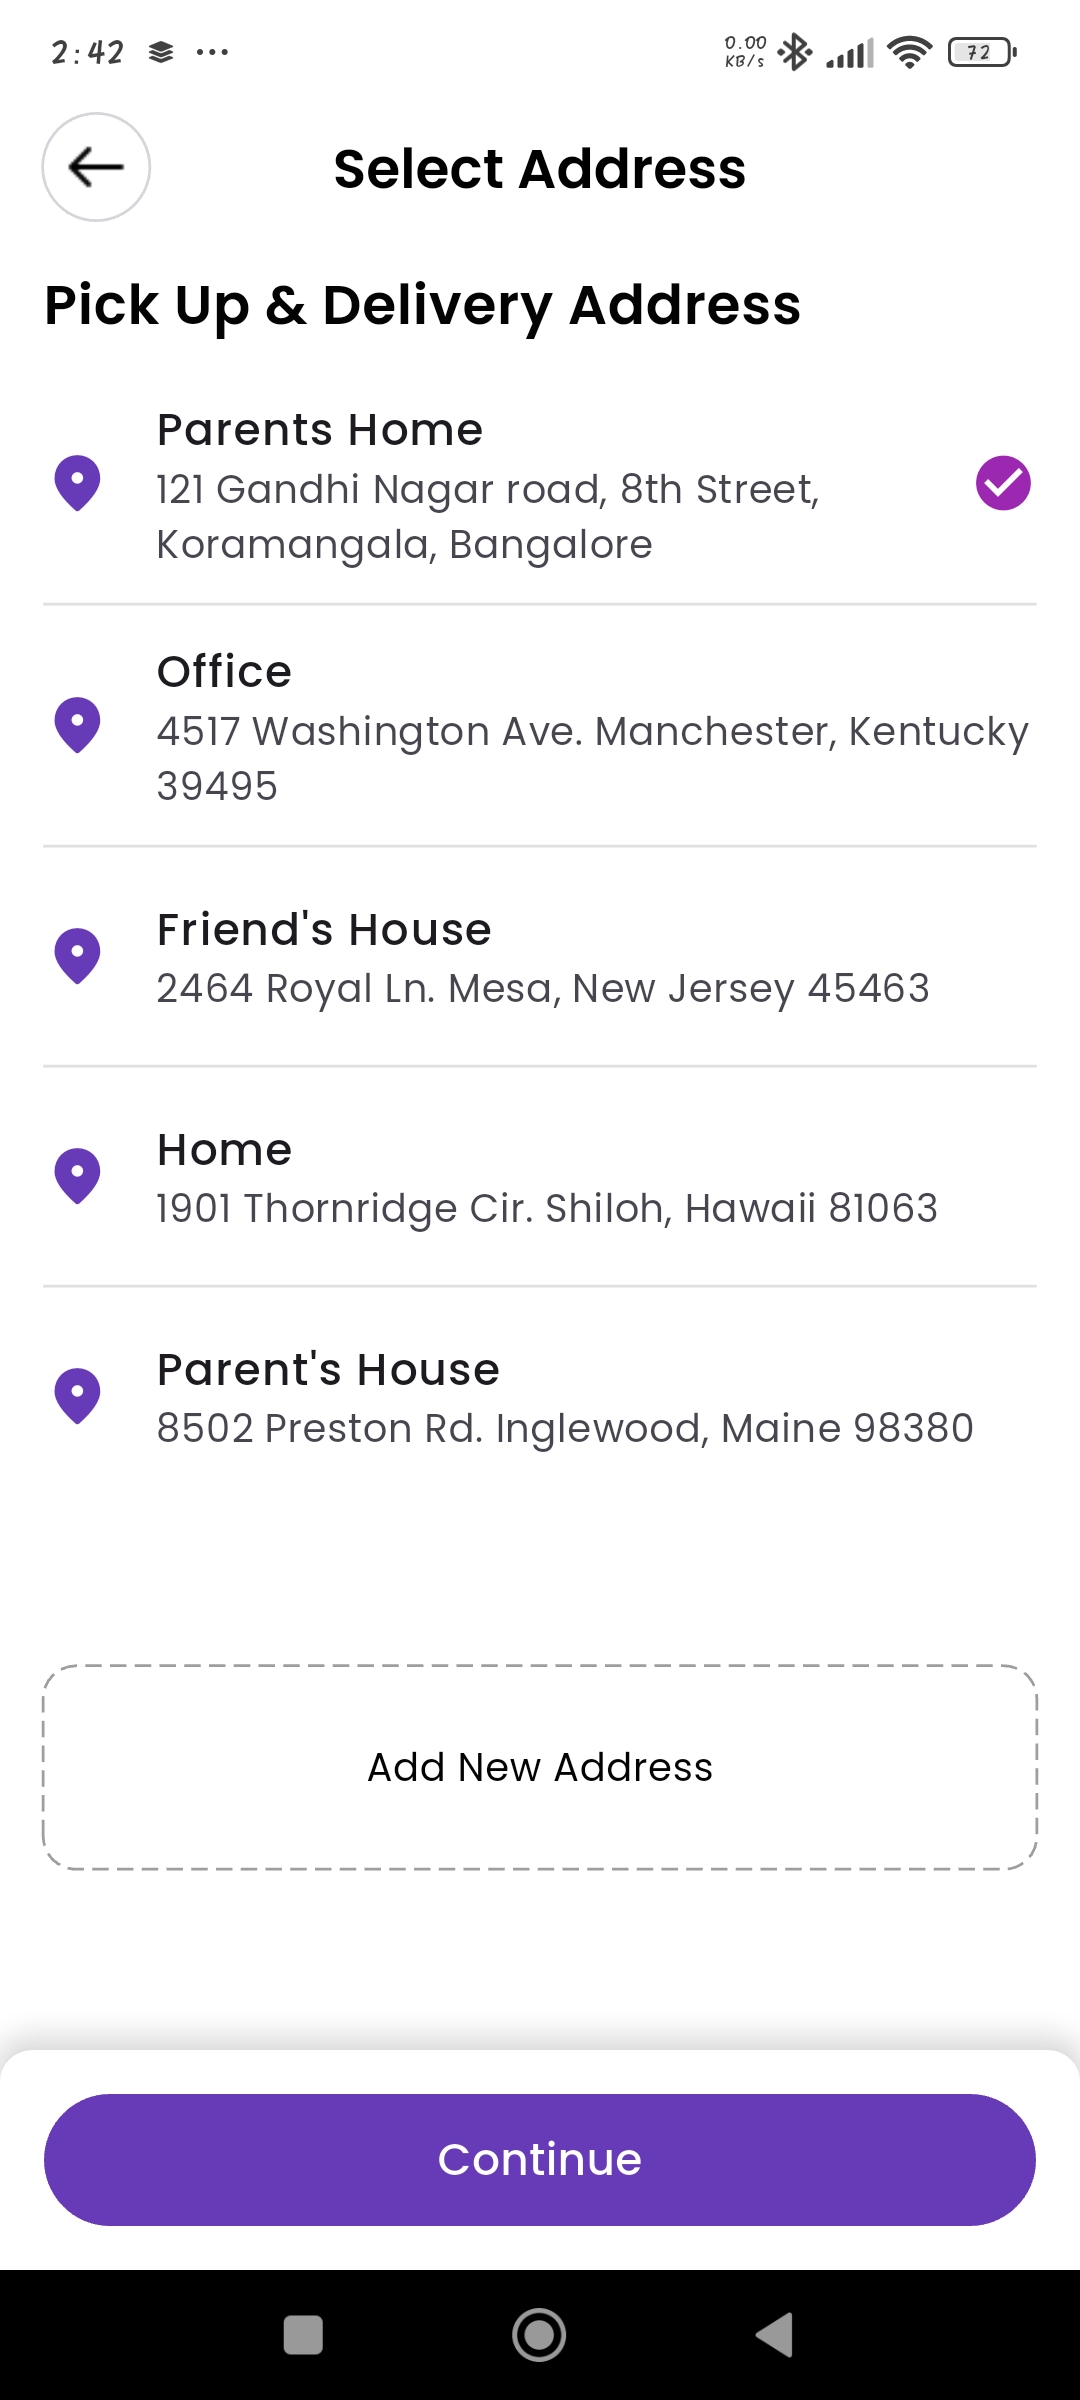 2:42
0.00
KB/s
72
Select Address
Pick Up & Delivery Address
Parents Home
121 Gandhi Nagar road, 8th Street,
Koramangala, Bangalore
Office
4517 Washington Ave. Manchester, Kentucky
39495
Friend's House
2464 Royal Ln. Mesa, New Jersey 45463
Home
1901 Thornridge Cir. Shiloh, Hawaii 81063
Parent's House
8502 Preston Rd. Inglewood, Maine 98380
Add New Address
Continue